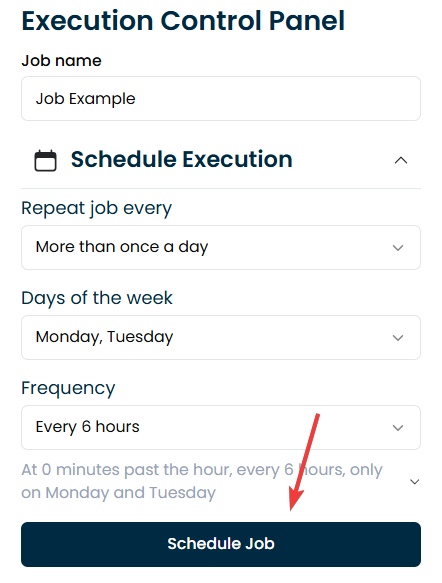 Execution Control Panel
Job name
Job Example
Schedule Execution
Repeat job every
More than once a day
Days of the week
Monday, Tuesday
Frequency
Every 6 hours
At 0 minutes past the hour, every 6 hours, only
on Monday and Tuesday
Schedule Job